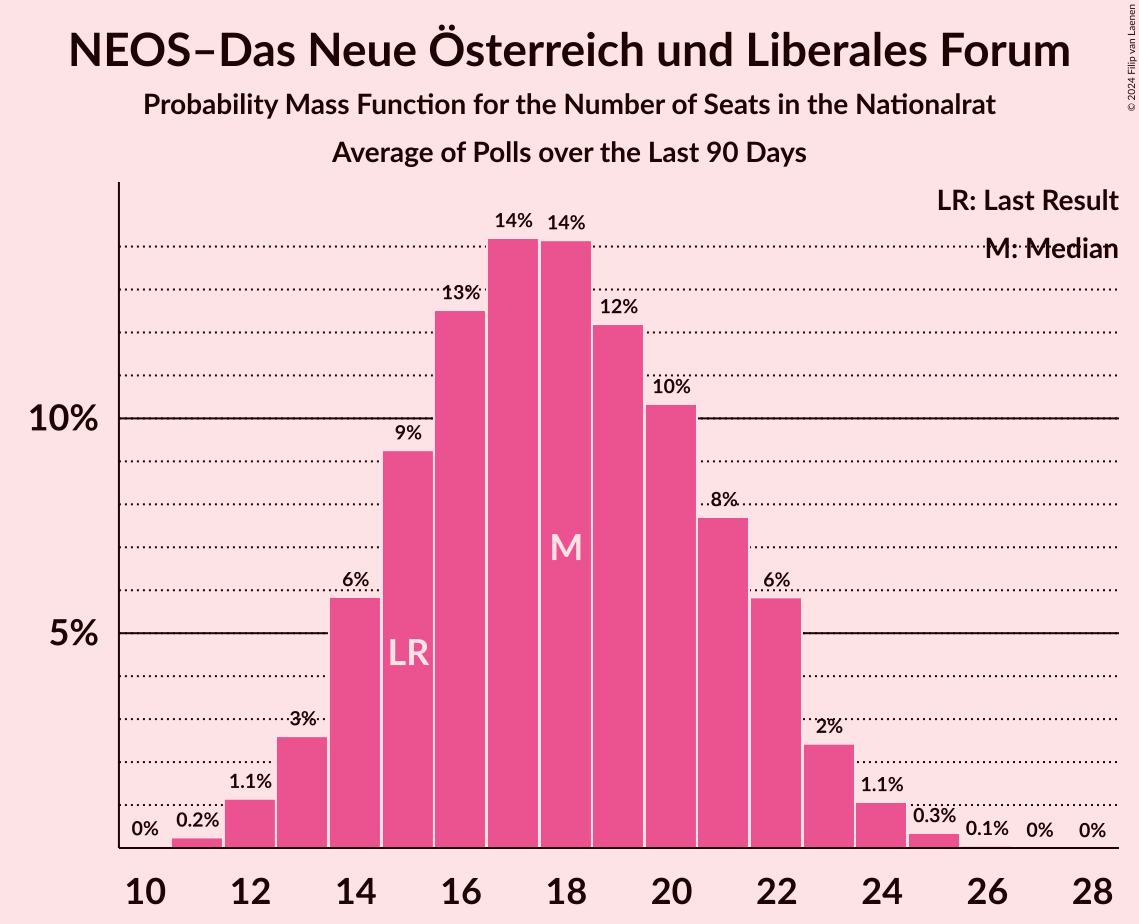 NEOS–Das Neue Österreich und Liberales Forum
Probability Mass Function for the Number of Seats in the Nationalrat
Average of Polls over the Last 90 Days
© 2024 Filip van Laenen
LR: Last Result
M: Median
10%
5%
0%
0.2%
1.1%
3%
6%
9%
13%
14%
14%
12%
10%
8%
6%
2%
1.1%
0.3%
0.1%
0%
0%
LR
M
10 12 14 16 18 20 22 24 26 28